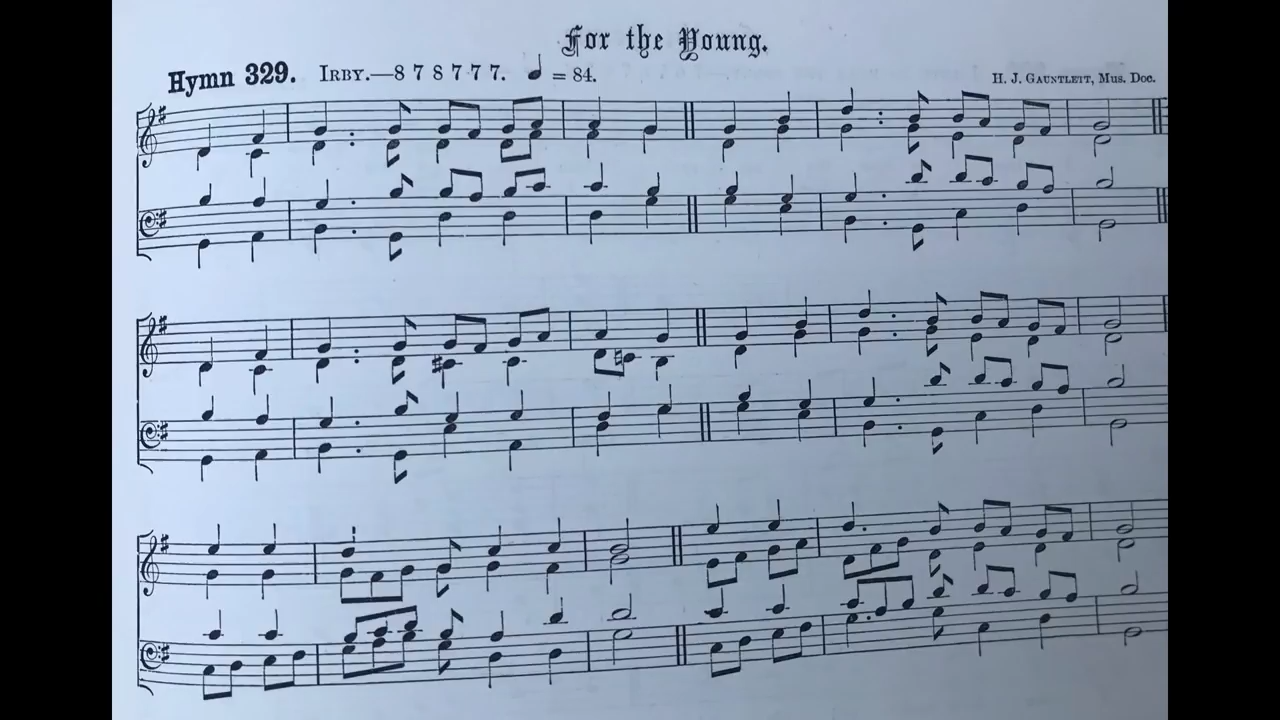 For the Young.
Hymn 329. IRBY.—8 7 8 7 7 7. 𝅗𝅥 = 84.
H. J. GAUNTLETT, Mus. Doc.